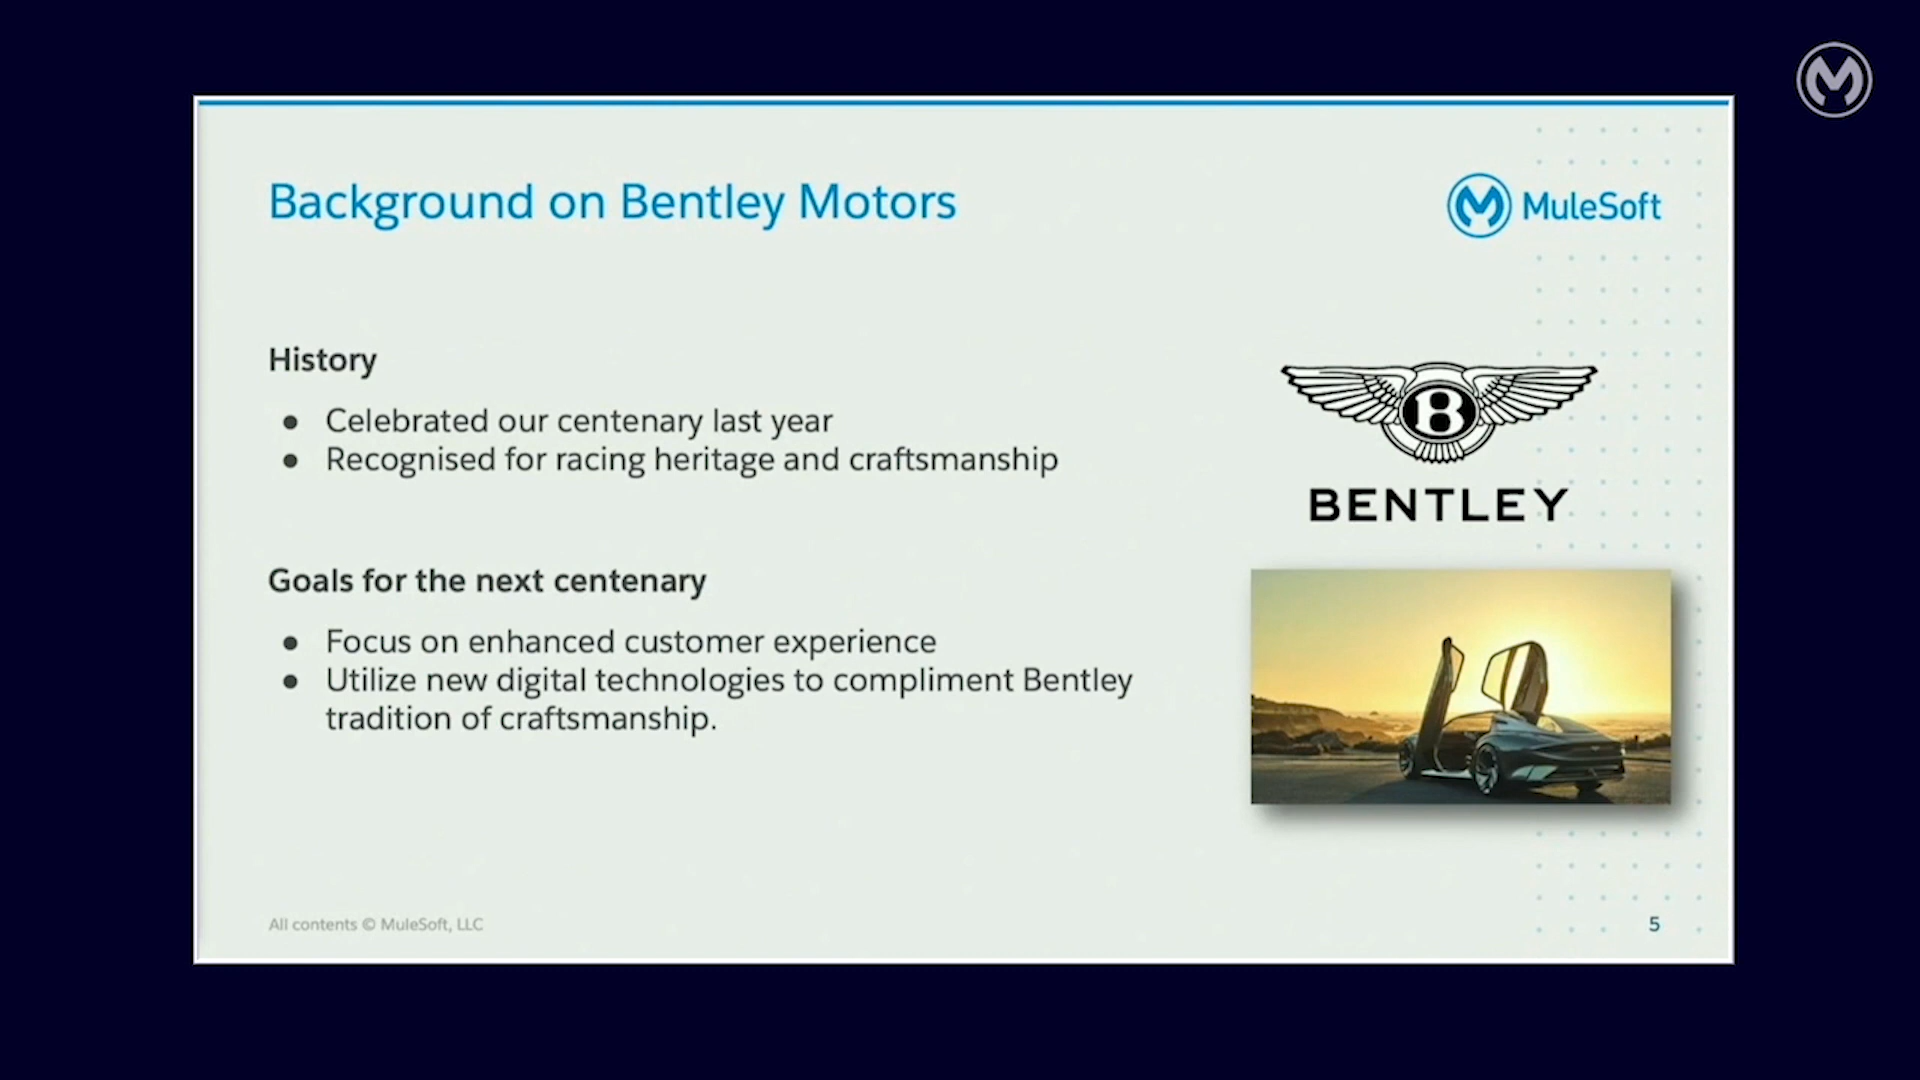 Background on Bentley Motors
MuleSoft
History
● Celebrated our centenary last year
● Recognised for racing heritage and craftsmanship
B
BENTLEY
Goals for the next centenary
● Focus on enhanced customer experience
● Utilize new digital technologies to compliment Bentley
tradition of craftsmanship.
All contents © MuleSoft, LLC
5